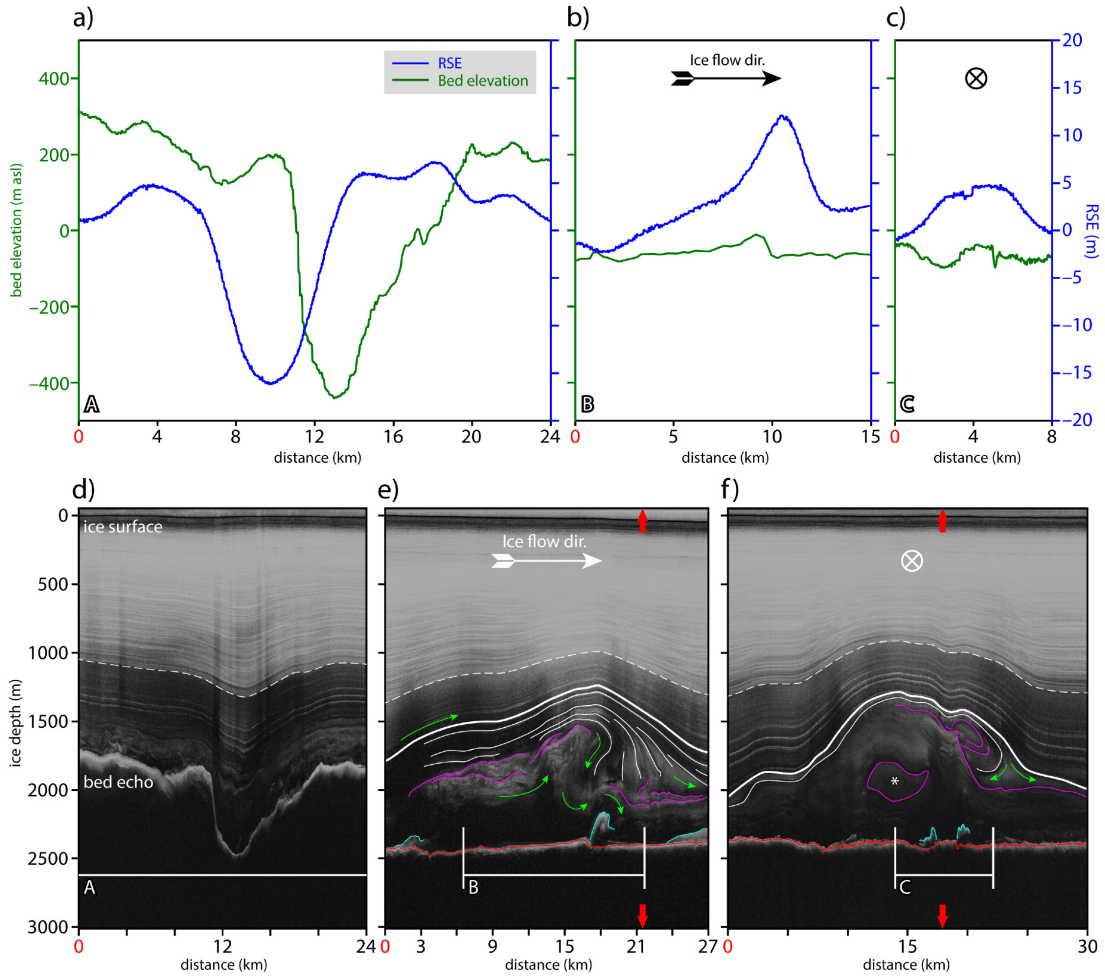 a)
b)
c)
RSE
Bed elevation
Ice flow dir.
400
200
0
−200
−400
bed elevation (m asl)
20
15
10
5
0
−5
−10
−15
−20
RSE (m)
A
B
C
0 4 8 12 16 20 24
0 5 10 15
0 4 8
distance (km)
distance (km)
distance (km)
d)
e)
f)
0
500
1000
1500
2000
2500
3000
ice depth (m)
ice surface
bed echo
A
Ice flow dir.
B
*
C
0 12 24
0 3 9 15 21 27
0 15 30
distance (km)
distance (km)
distance (km)